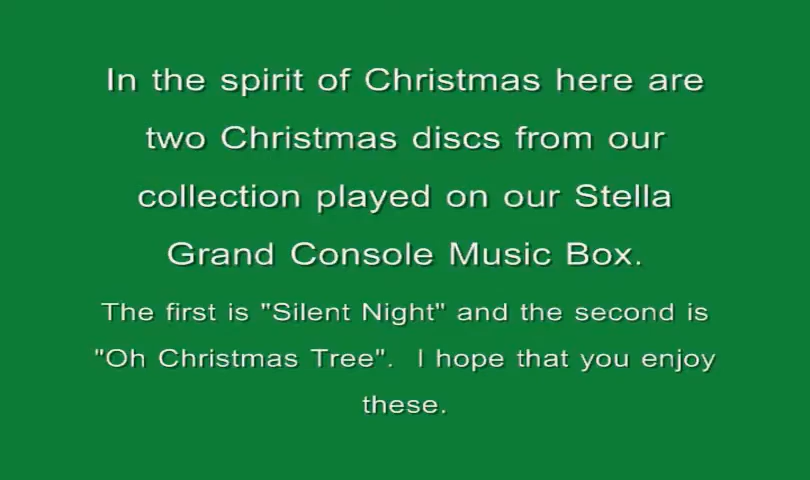 In the spirit of Christmas here are
two Christmas discs from our
collection played on our Stella
Grand Console Music Box.
The first is "Silent Night" and the second is
"Oh Christmas Tree".  I hope that you enjoy
these.